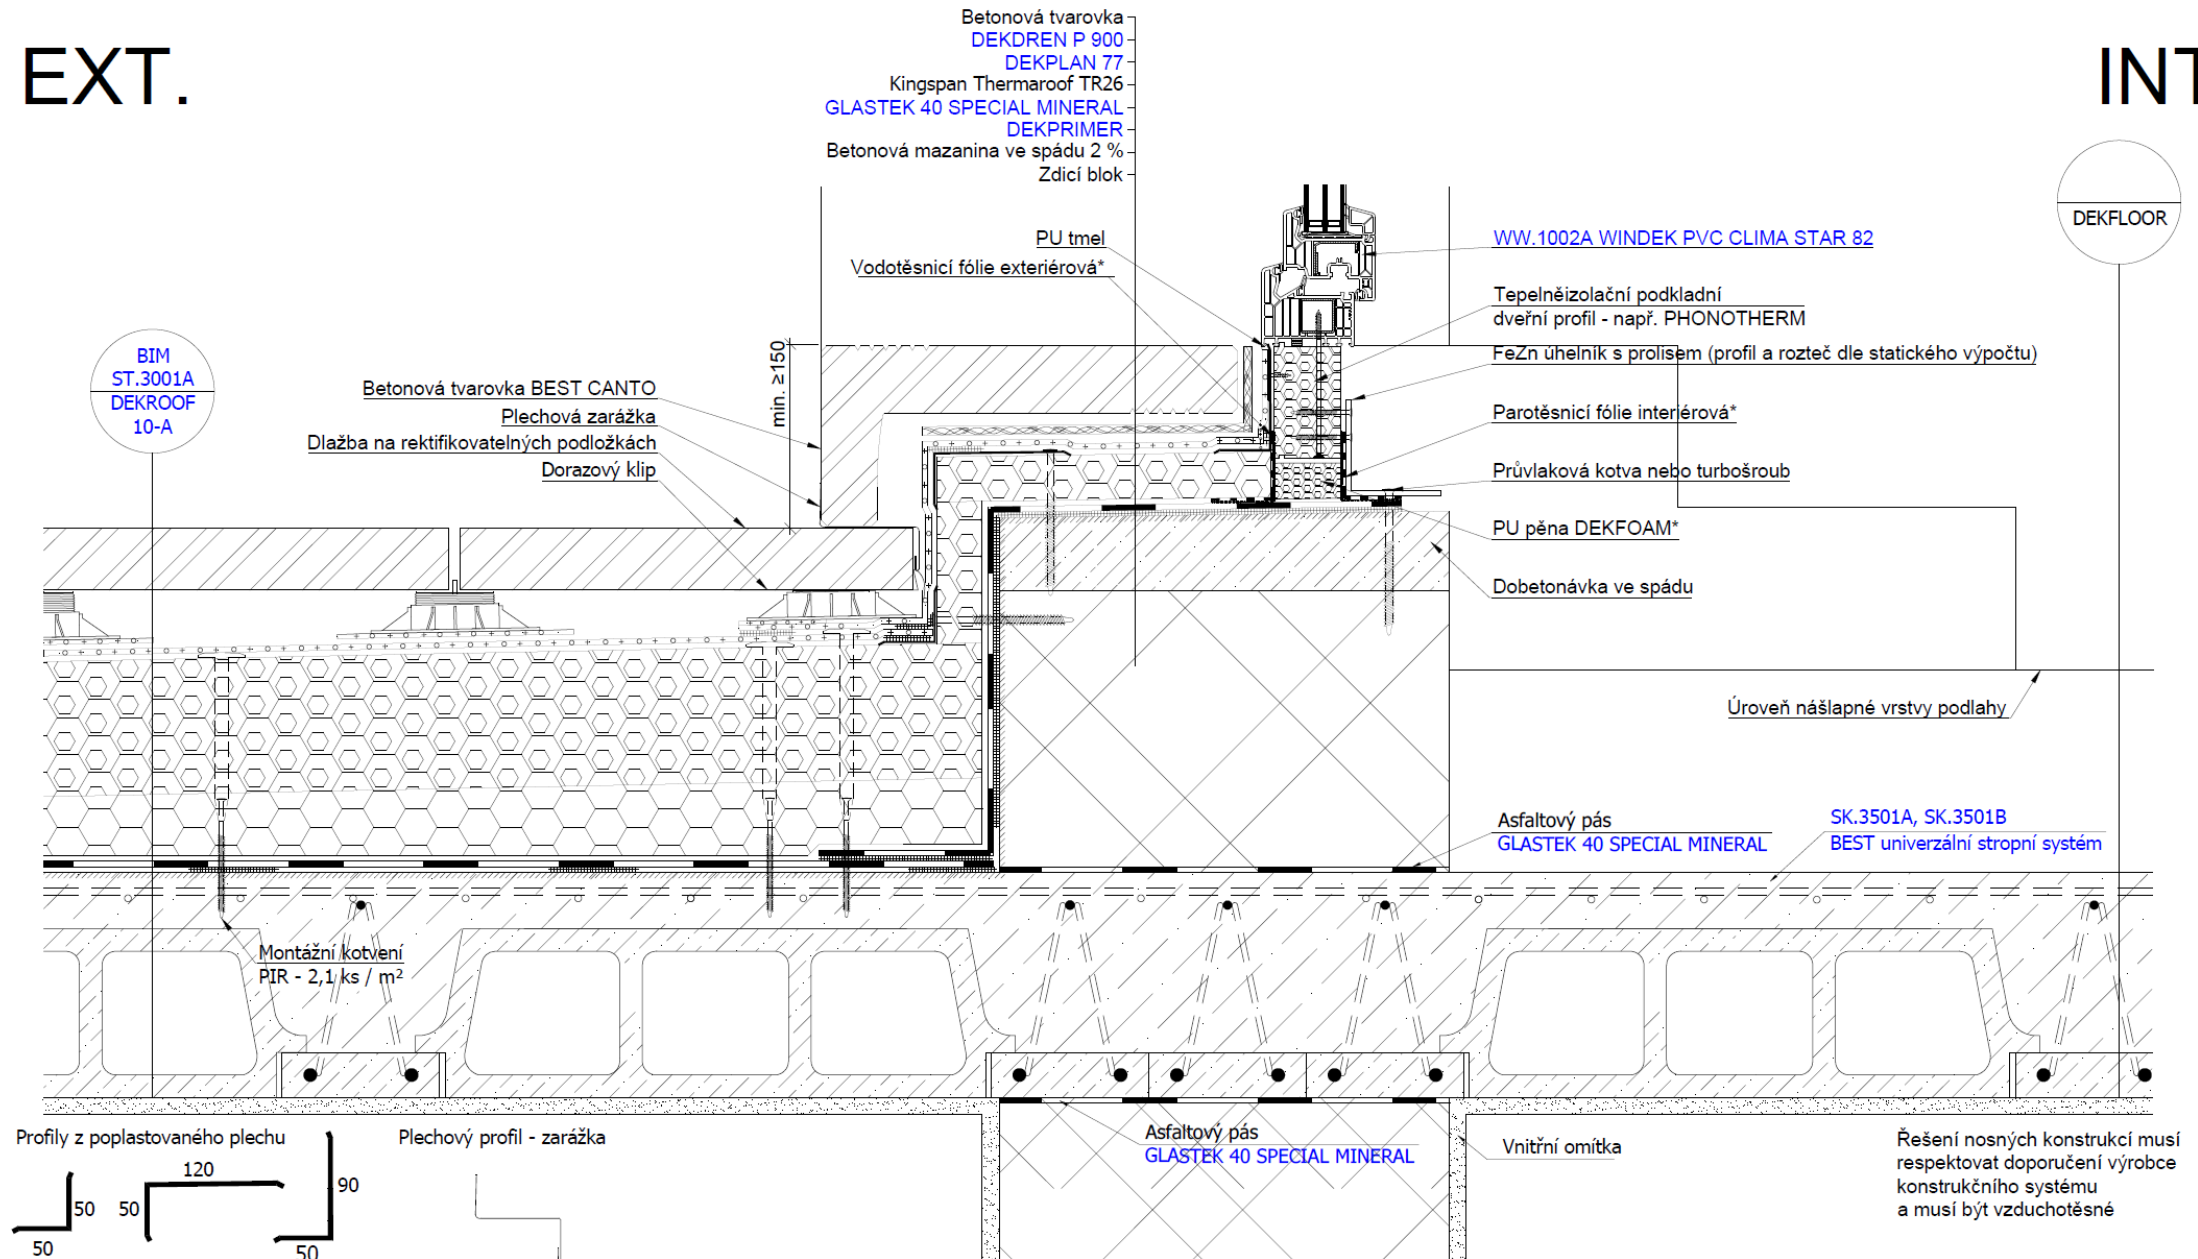 EXT.
Betonová tvarovka
DEKDREN P 900
DEKPLAN 77
Kingspan Thermaroof TR26
GLASTEK 40 SPECIAL MINERAL
DEKPRIMER
Betonová mazanina ve spádu 2 %
Zdicí blok
INT
DEKFLOOR
PU tmel
Vodotěsnicí fólie exteriérová*
WW.1002A WINDEK PVC CLIMA STAR 82
Tepelněizolační podkladní
dveřní profil - např. PHONOTHERM
FeZn úhelník s prolisem (profil a rozteč dle statického výpočtu)
Parotěsnicí fólie interiérová*
Průvlaková kotva nebo turbošroub
PU pěna DEKFOAM*
Dobetonávka ve spádu
BIM
ST.3001A
DEKROOF
10-A
min. ≥150
Betonová tvarovka BEST CANTO
Plechová zarážka
Dlažba na rektifikovatelných podložkách
Dorazový klip
Úroveň nášlapné vrstvy podlahy
Asfaltový pás
GLASTEK 40 SPECIAL MINERAL
SK.3501A, SK.3501B
BEST univerzální stropní systém
Montážní kotvení
PIR - 2,1 ks / m²
Profily z poplastovaného plechu
120
50
50
90
50
50
Plechový profil - zarážka
Asfaltový pás
GLASTEK 40 SPECIAL MINERAL
Vnitřní omítka
Řešení nosných konstrukcí musí
respektovat doporučení výrobce
konstrukčního systému
a musí být vzduchotěsné